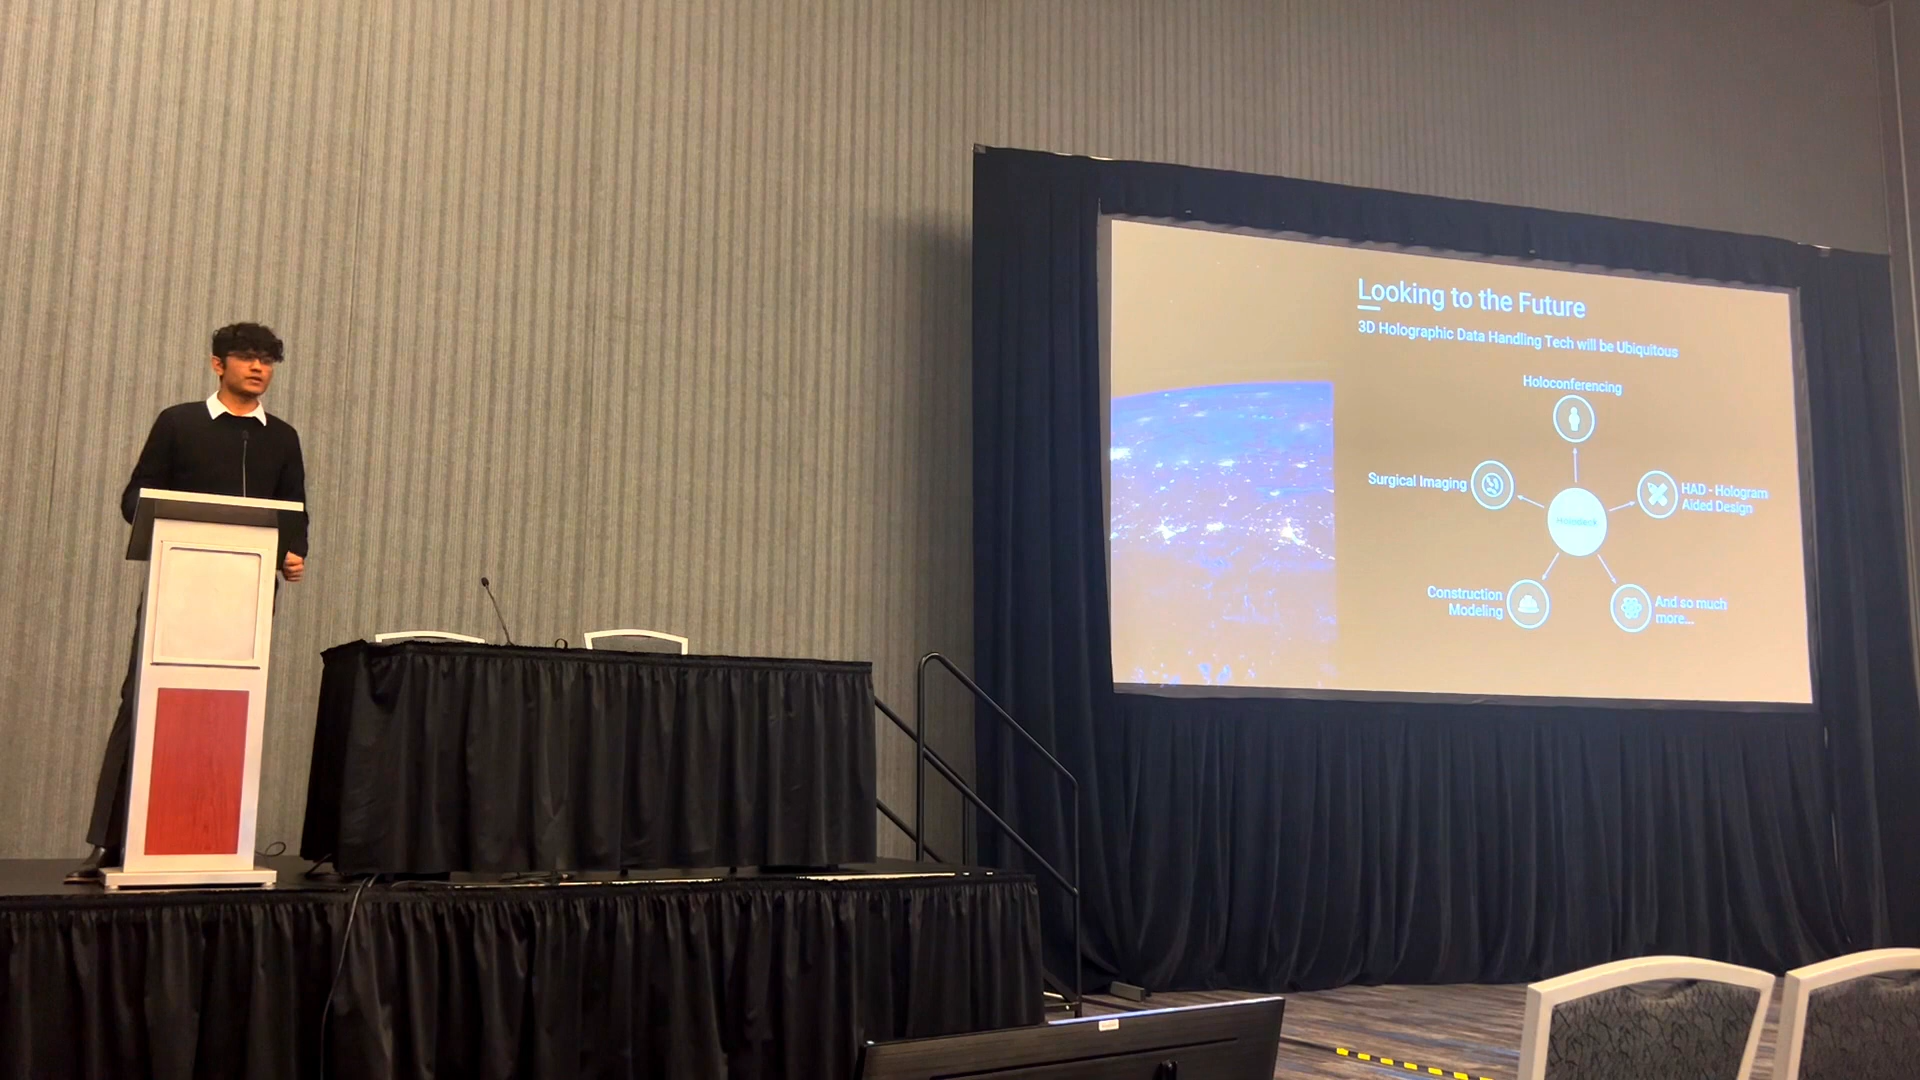 Looking to the Future
3D Holographic Data Handling Tech will be Ubiquitous
Holoconferencing
Surgical Imaging
HAD - Hologram
Aided Design
Holodeck
Construction
Modeling
And so much
more...